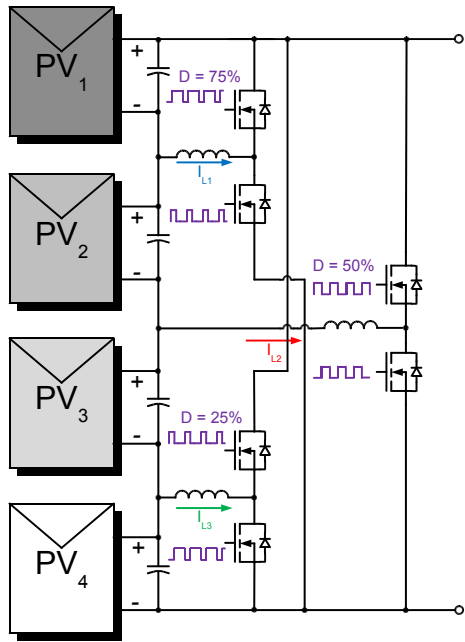 +
PV1
D = 75%
-
IL1
+
PV2
-
D = 50%
IL2
+
PV3
D = 25%
-
IL3
+
PV4
-